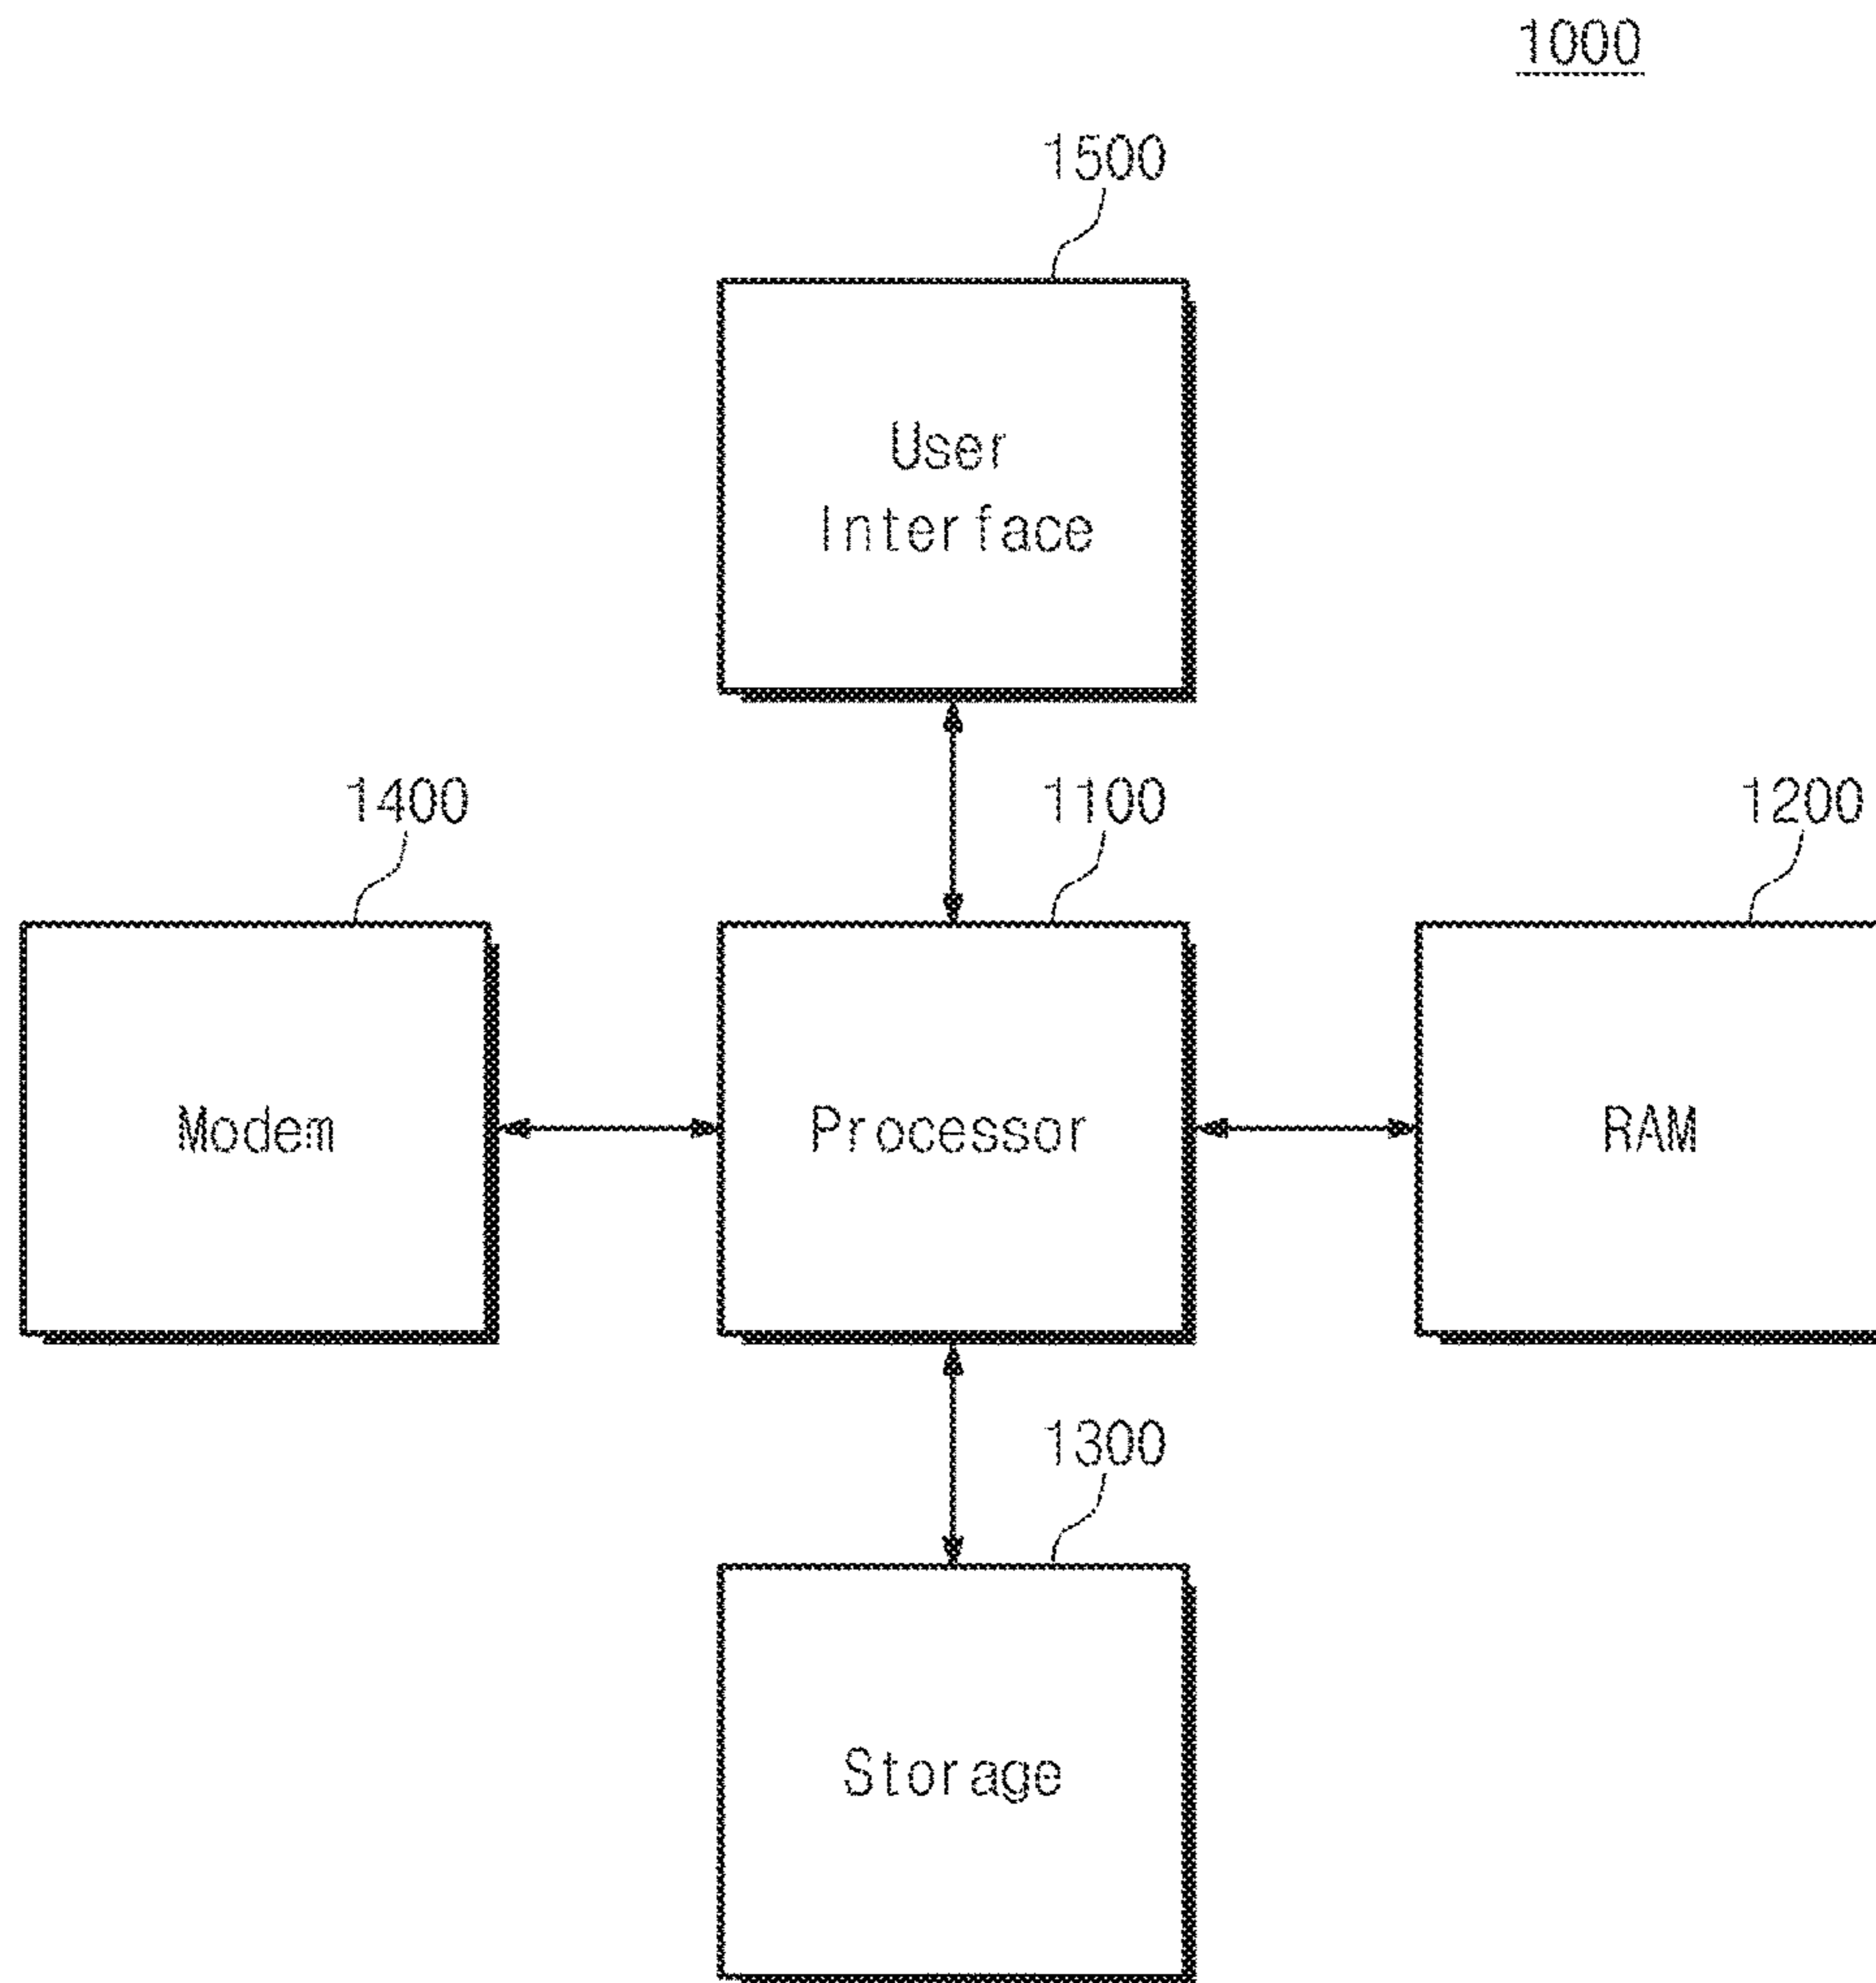 1000
1500
User
Interface
1400
1100
1200
Modem
Processor
RAM
1300
Storage